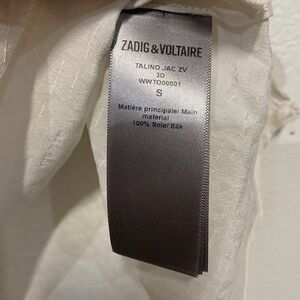 ZADIG & VOLTAIRE
TALINO JAC ZV
3D
WWTO00001
S
Matière principale/ Main
material:
100% Soie/ Silk